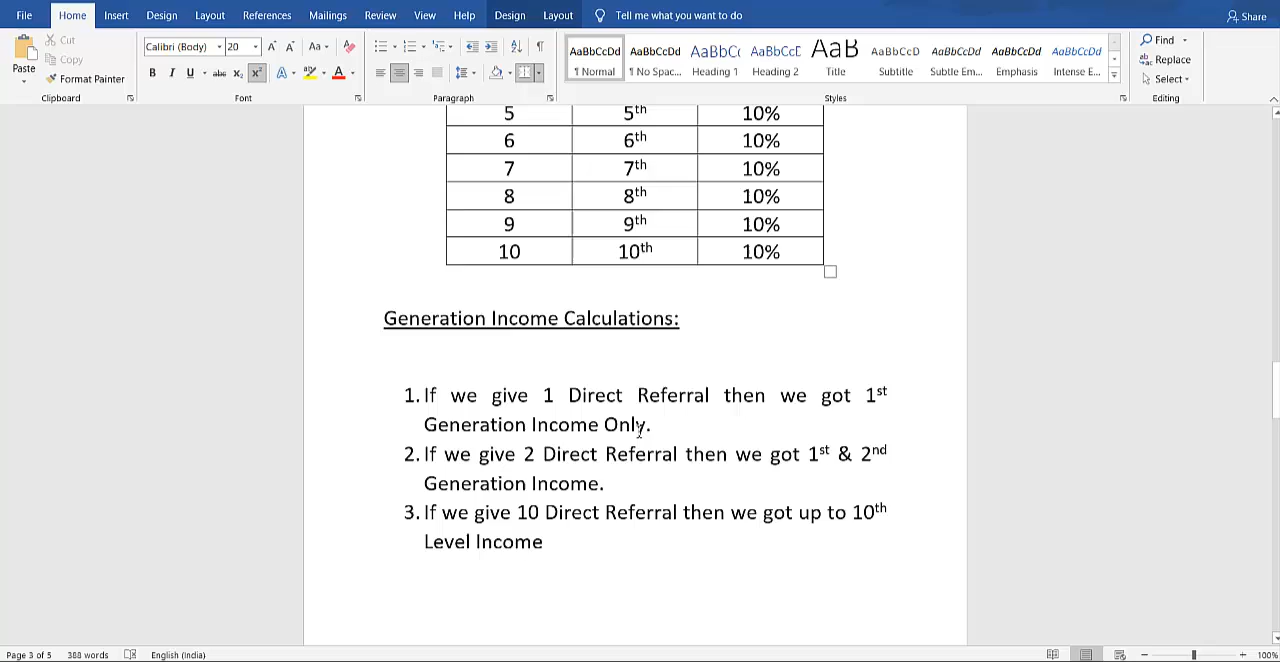 File Home Insert Design Layout References Mailings Review View Help Design Layout Tell me what you want to do Share
Cut
Copy
Paste
Format Painter
Calibri (Body) 20
AaBbCcDd AaBbCcDd AaBbC AaBbCcC AaB AaBbCcD AaBbCcDd AaBbCcDd AaBbCcDd
¶ Normal ¶ No Spac... Heading 1 Heading 2 Title Subtitle Subtle Em... Emphasis Intense E...
Find
Replace
Select
Clipboard Font Paragraph Styles Editing
5 5th 10%
6 6th 10%
7 7th 10%
8 8th 10%
9 9th 10%
10 10th 10%
Generation Income Calculations:
1. If we give 1 Direct Referral then we got 1st
Generation Income Only.
2. If we give 2 Direct Referral then we got 1st & 2nd
Generation Income.
3. If we give 10 Direct Referral then we got up to 10th
Level Income
Page 3 of 5 388 words English (India) 100%